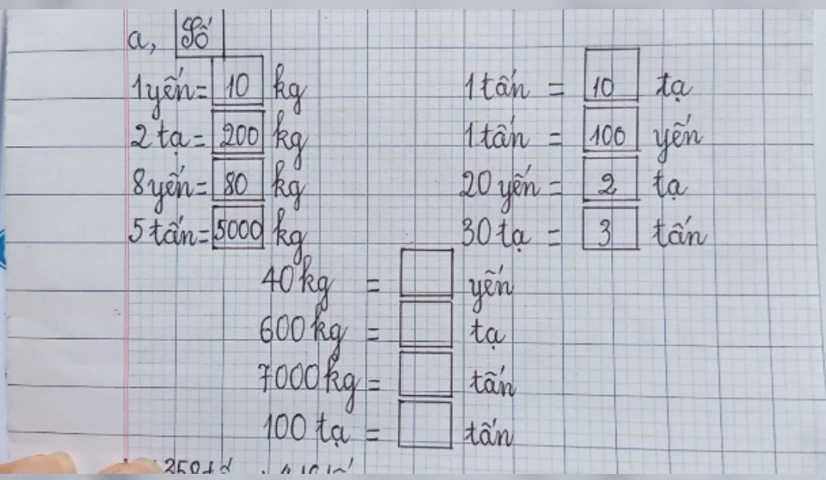 a, Số
1 yến = 10 kg
1 tấn = 10 tạ
2 tạ = 200 kg
1 tấn = 100 yến
8 yến = 80 kg
20 yến = 2 tạ
5 tấn = 5000 kg
30 tạ = 3 tấn
40 kg = yến
600 kg = tạ
7000 kg = tấn
100 tạ = tấn